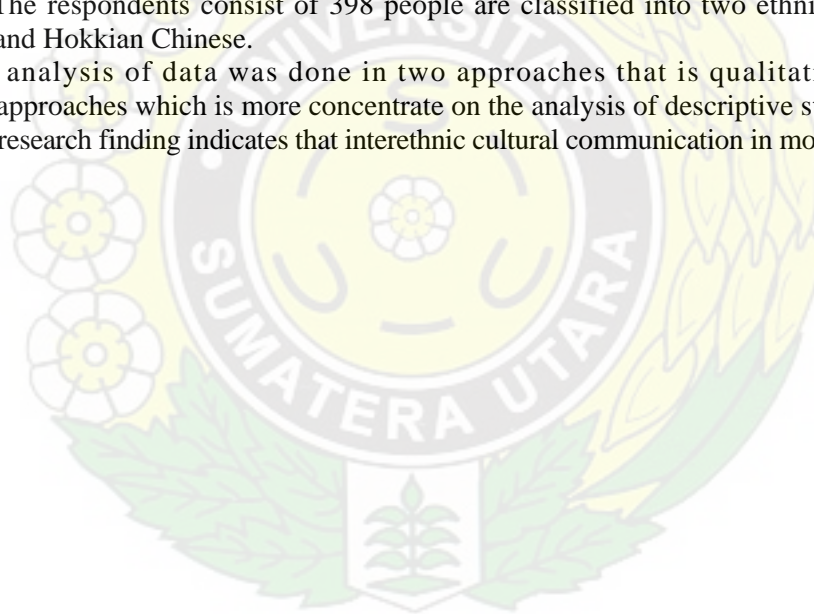 The respondents consist of 398 people are classified into two ethni
and Hokkian Chinese.
analysis of data was done in two approaches that is qualitati
approaches which is more concentrate on the analysis of descriptive s
research finding indicates that interethnic cultural communication in mo
UNIVERSITAS
SUMATERA UTARA